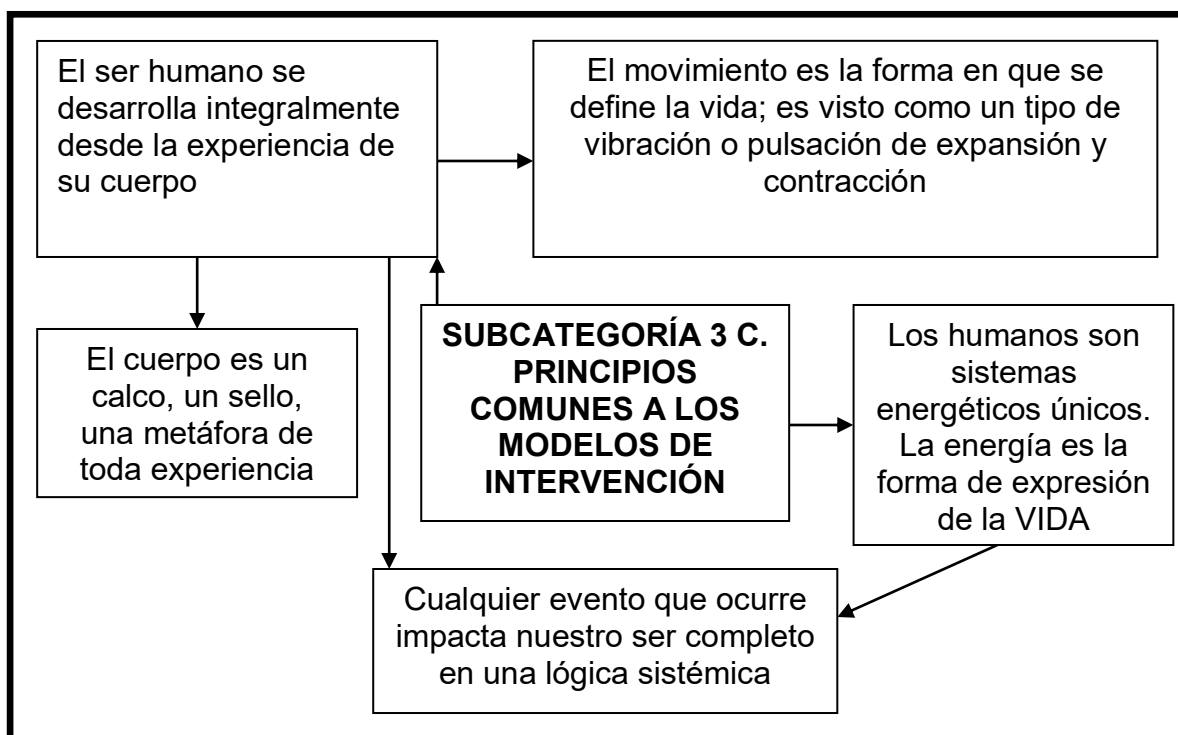 El ser humano se
desarrolla integralmente
desde la experiencia de
su cuerpo
El movimiento es la forma en que se
define la vida; es visto como un tipo de
vibración o pulsación de expansión y
contracción
El cuerpo es un
calco, un sello,
una metáfora de
toda experiencia
SUBCATEGORÍA 3 C.
PRINCIPIOS
COMUNES A LOS
MODELOS DE
INTERVENCIÓN
Los humanos son
sistemas
energéticos únicos.
La energía es la
forma de expresión
de la VIDA
Cualquier evento que ocurre
impacta nuestro ser completo
en una lógica sistémica